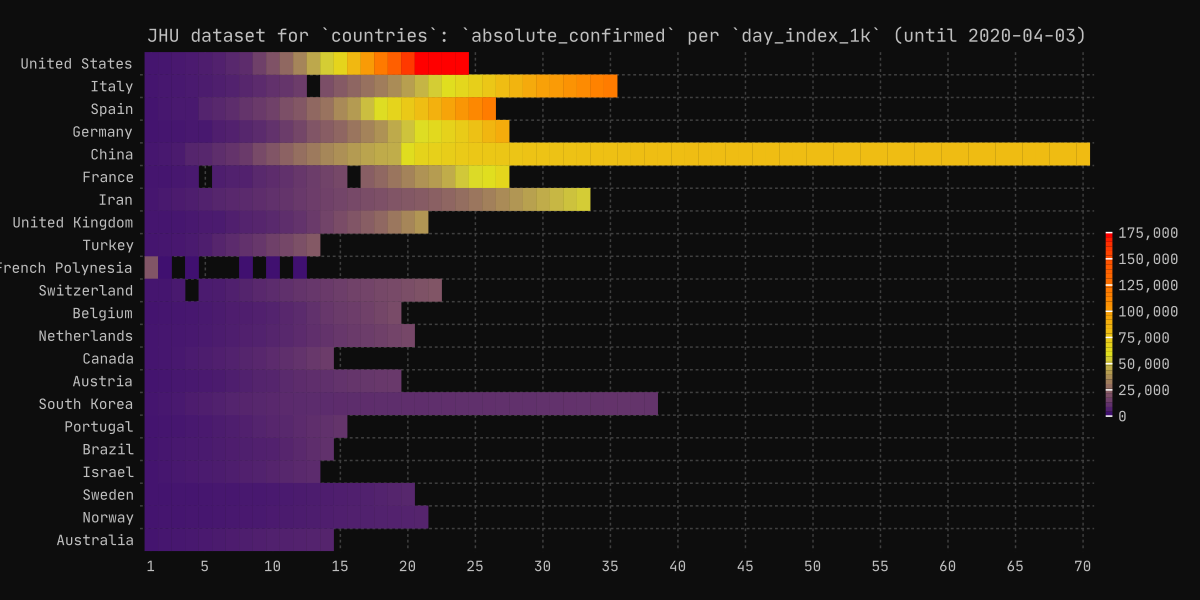 JHU dataset for `countries`: `absolute_confirmed` per `day_index_1k` (until 2020-04-03)
United States
Italy
Spain
Germany
China
France
Iran
United Kingdom
Turkey
French Polynesia
Switzerland
Belgium
Netherlands
Canada
Austria
South Korea
Portugal
Brazil
Israel
Sweden
Norway
Australia
1 5 10 15 20 25 30 35 40 45 50 55 60 65 70
175,000
150,000
125,000
100,000
75,000
50,000
25,000
0